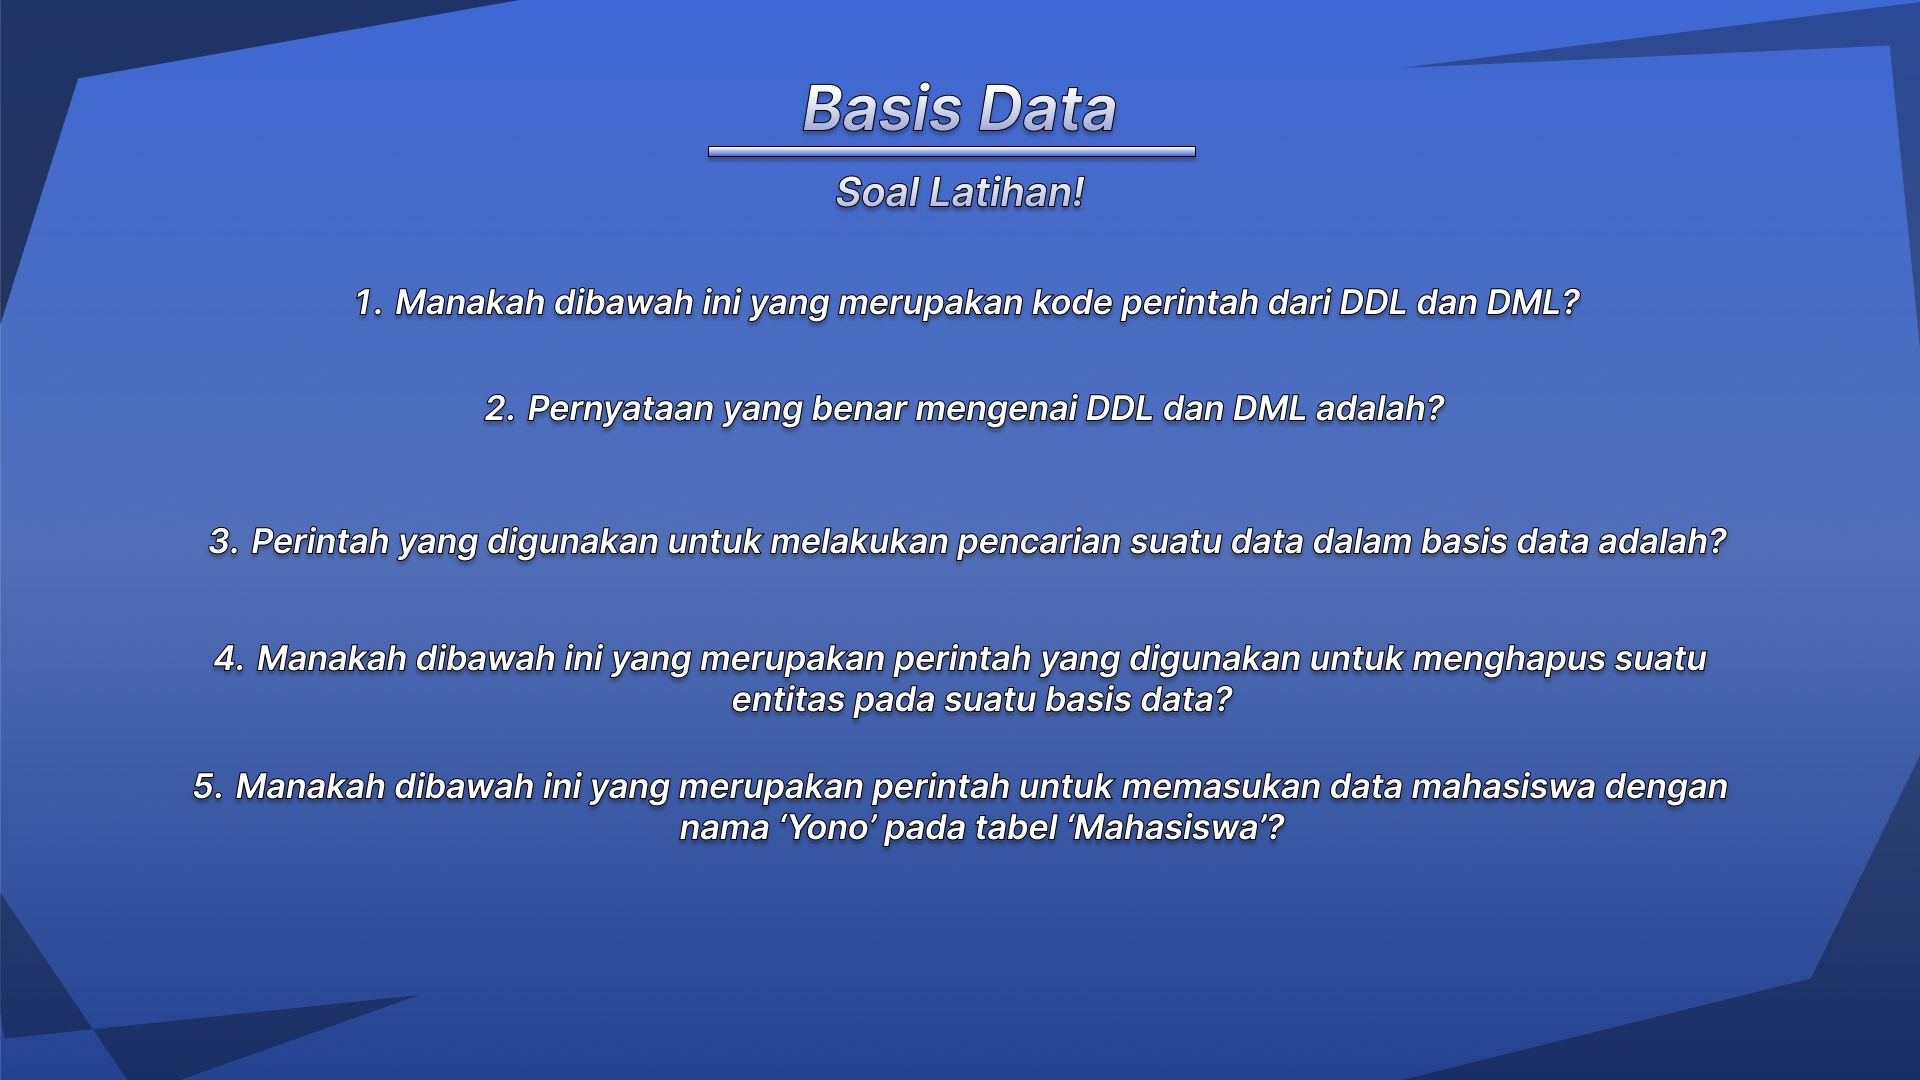 Basis Data
Soal Latihan!
1. Manakah dibawah ini yang merupakan kode perintah dari DDL dan DML?
2. Pernyataan yang benar mengenai DDL dan DML adalah?
3. Perintah yang digunakan untuk melakukan pencarian suatu data dalam basis data adalah?
4. Manakah dibawah ini yang merupakan perintah yang digunakan untuk menghapus suatu
entitas pada suatu basis data?
5. Manakah dibawah ini yang merupakan perintah untuk memasukan data mahasiswa dengan
nama ‘Yono’ pada tabel ‘Mahasiswa’?